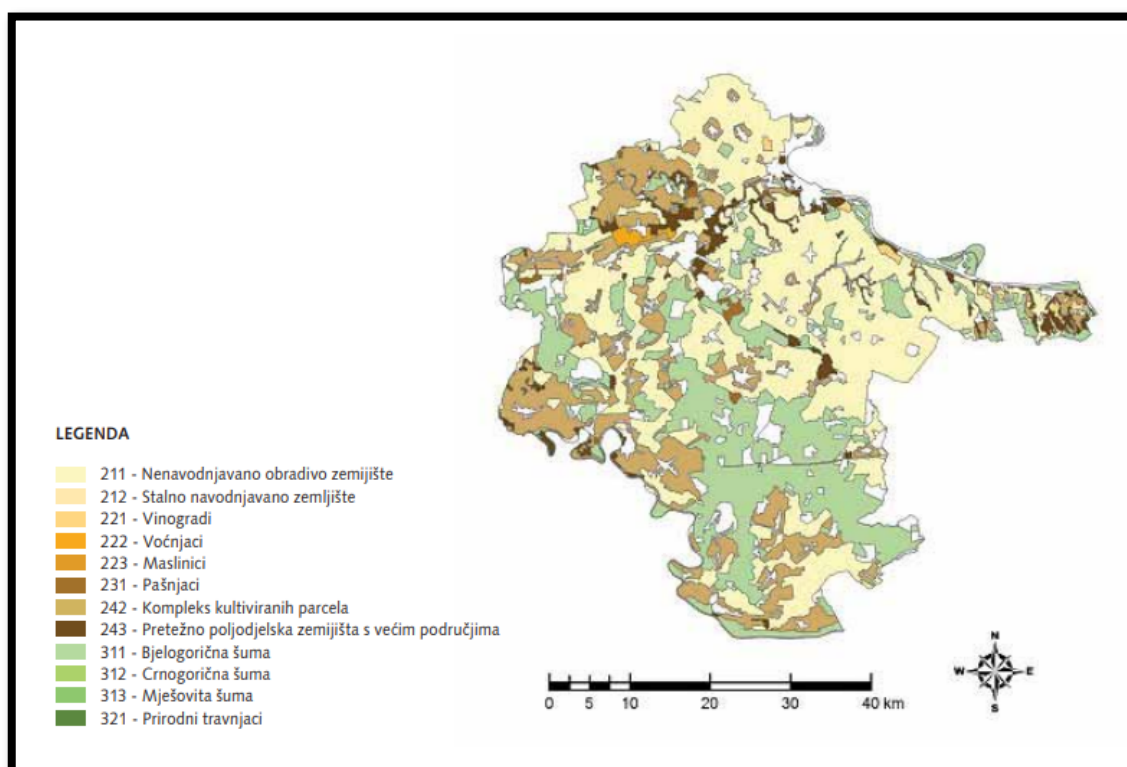 LEGENDA
211 - Nenavodnjavano obradivo zemijište
212 - Stalno navodnjavano zemljište
221 - Vinogradi
222 - Voćnjaci
223 - Maslinici
231 - Pašnjaci
242 - Kompleks kultiviranih parcela
243 - Pretežno poljodjelska zemijišta s većim područjima
311 - Bjelogorična šuma
312 - Crnogorična šuma
313 - Mješovita šuma
321 - Prirodni travnjaci
N
W E
S
0 5 10 20 30 40 km